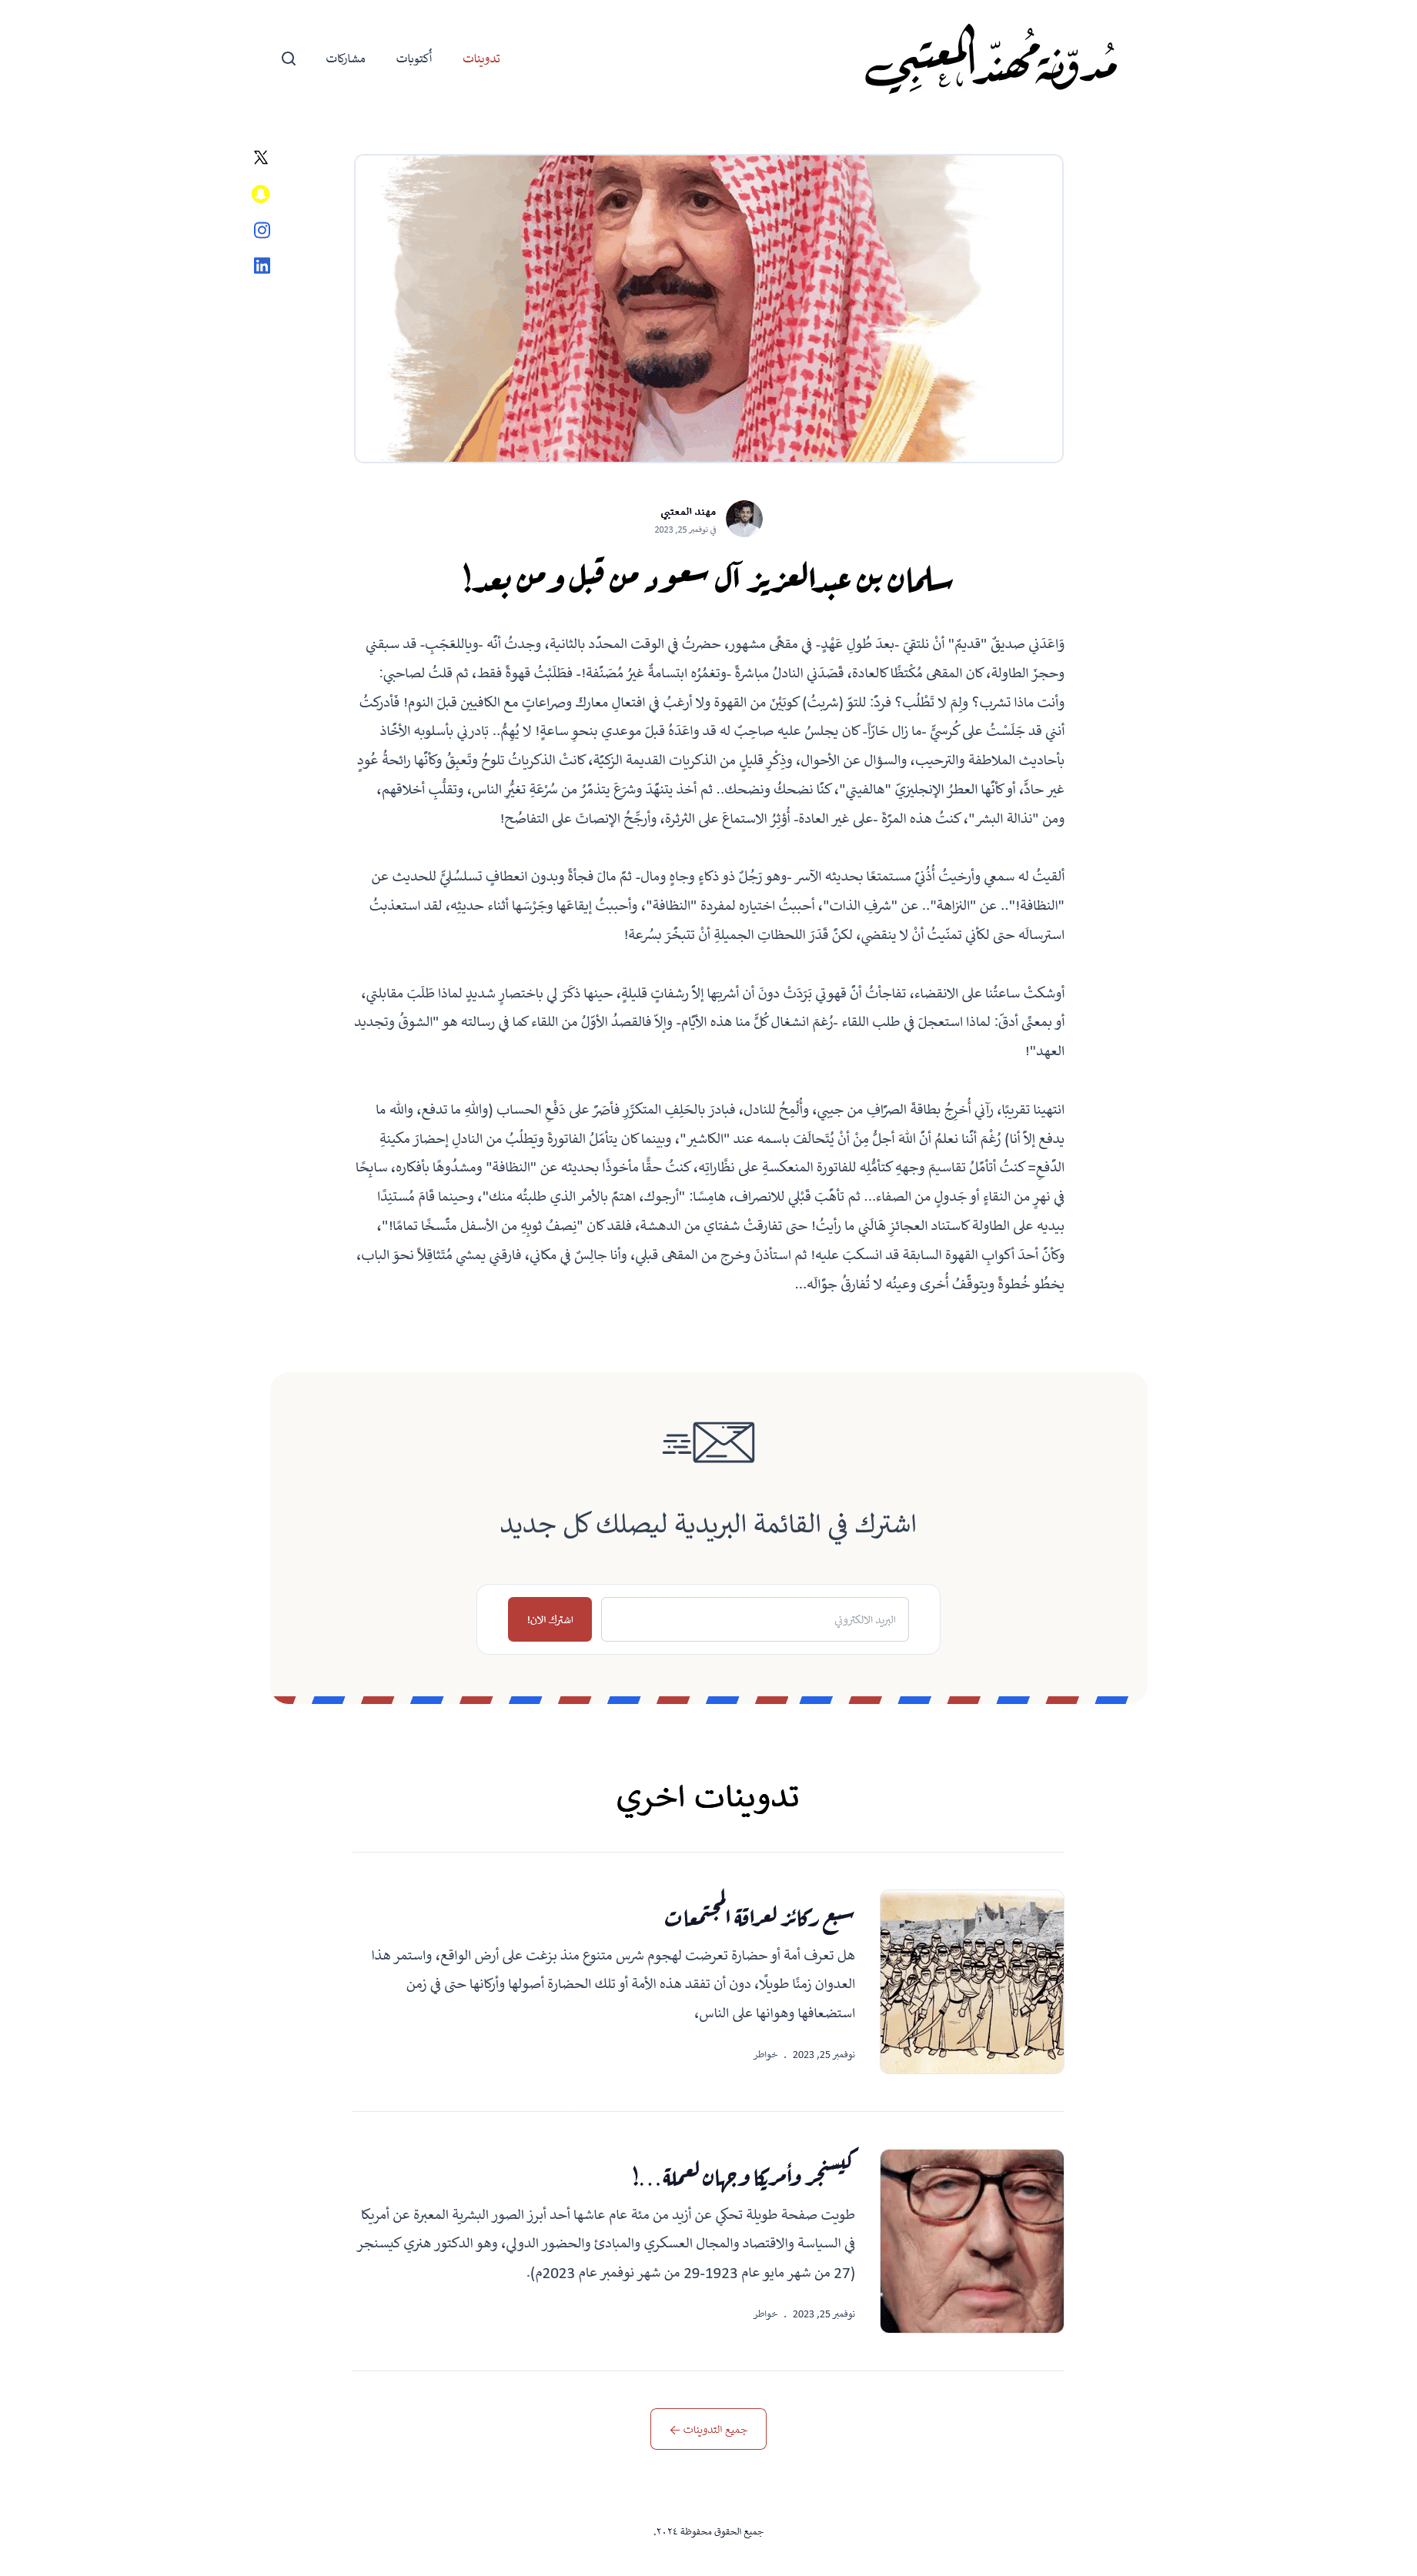 مُدوّنة مُهنّد المعتبِي
تدوينات
أُكتوبات
مشاركات
مهند المعتبي
في نوفمبر 25, 2023
سلمان بن عبدالعزيز آل سعود من قبل ومن بعد!
وَاعَدَني صديقٌ "قديمٌ" أنْ نلتقيَ -بعدَ طُولِ عَهْدٍ- في مقهًى مشهور، حضرتُ في الوقت المحدّد بالثانية، وجدتُ أنّه -وياللعَجَبِ- قد سبقني
وحجزَ الطاولة، كان المقهى مُكْتظًّا كالعادة، قَصَدَني النادلُ مباشرةً -وتغمُرُه ابتسامةٌ غيرُ مُصَنّفة!- فطَلَبْتُ قهوةً فقط، ثم قلتُ لصاحبي:
وأنت ماذا تشرب؟ ولِمَ لا تَطْلُب؟ فردّ: للتوّ (شربتُ) كوبَيْنَ من القهوة ولا أرغبُ في افتعالِ معاركَ وصراعاتٍ مع الكافيين قبلَ النوم! فَأدركتُ
أنني قد جَلَسْتُ على كُرسيٍّ -ما زال حَارّاً- كان يجلسُ عليه صاحِبٌ له قد واعَدَهُ قبلَ موعدي بنحوِ ساعةٍ! لا يُهِمُّ.. بَادرني بأسلوبه الأخّاذ
بأحاديث الملاطفة والترحيب، والسؤال عن الأحوال، وذِكْرِ قليلٍ من الذكريات القديمة الزكيّة، كانتْ الذكرياتُ تلوحُ وتَعبِقُ وكأنّها رائحةُ عُودٍ
غير حادٍّ، أو كأنّها العطرُ الإنجليزيّ "هالفيتي"، كنّا نضحكُ ونضحك.. ثم أخذ يتنهّدَ وشرَعَ يتذمّرُ من سُرْعَةِ تغيُّرِ الناس، وتقلُّبِ أخلاقهم،
ومن "نذالة البشر"، كنتُ هذه المرّة -على غير العادة- أُؤثِرُ الاستماعَ على الثرثرة، وأرجِّحُ الإنصاتَ على التفاصُح!
ألقيتُ له سمعي وأرخيتُ أُذُنيَّ مستمتعًا بحديثه الآسر -وهو رَجُلٌ ذو ذكاءٍ وجاهٍ ومال- ثمّ مالَ فجأةً وبدون انعطافٍ تسلسُليٍّ للحديث عن
"النظافة!".. عن "النزاهة".. عن "شرفِ الذات"، أحببتُ اختياره لمفردة "النظافة"، وأحببتُ إيقاعَها وجَرْسَها أثناء حديثِه، لقد استعذبتُ
استرسالَه حتى لكأني تمنّيتُ أنْ لا ينقضي، لكنّ قَدَرَ اللحظاتِ الجميلةِ أنْ تتبخّرَ بسُرعة!
أوشكتْ ساعتُنا على الانقضاء، تفاجأتُ أنّ قهوتي بَرَدَتْ دونَ أن أشربَها إلاّ رشفاتٍ قليلةٍ، حينها ذكَرَ لي باختصارٍ شديدٍ لماذا طَلَبَ مقابلتي،
أو بمعنًى أدقّ: لماذا استعجلَ في طلب اللقاء -رُغمَ انشغال كُلٍّ منا هذه الأيّام- وإلاّ فالقصدُ الأوّلُ من اللقاء كما في رسالته هو "الشوقُ وتجديد
العهد"!
انتهينا تقريبًا، رآني أُخرِجُ بطاقةَ الصرّافِ من جيبي، وأُلْمِحُ للنادل، فبادرَ بالحَلِفِ المتكرِّرِ فأصَرّ على دَفْعِ الحساب (واللهِ ما تدفع، والله ما
يدفع إلاّ أنا) رُغْمَ أنّنا نعلمُ أنّ اللهَ أجلُّ مِنْ أنْ يُتَحالَفَ باسمه عند "الكاشير"، وبينما كان يتأمّلُ الفاتورةَ ويَطلُبُ من النادلِ إحضارَ مكينةِ
الدّفعِ= كنتُ أتأمّلُ تقاسيمَ وجههِ كتأمُّلِه للفاتورة المنعكسةِ على نظّاراتِه، كنتُ حقًّا مأخوذًا بحديثه عن "النظافة" ومشدُوهًا بأفكاره، سابِحًا
في نهرٍ من النقاءِ أو جَدولٍ من الصفاء... ثم تأهّبَ قَبْلِي للانصراف، هامِسًا: "أرجوك، اهتمّ بالأمر الذي طلبتُه منك"، وحينما قَامَ مُستنِدًا
بيديه على الطاولة كاستناد العجائزِ هَالَني ما رأيتُ! حتى تفارقتْ شفتاي من الدهشة، فلقد كان "نِصفُ ثوبِهِ من الأسفل متّسخًا تمامًا!"،
وكأنّ أحدَ أكوابِ القهوة السابقة قد انسكبَ عليه! ثم استأذنَ وخرج من المقهى قبلي، وأنا جالِسٌ في مكاني، فارقني يمشي مُتَثاقِلاً نحوَ الباب،
يخطُو خُطوةً ويتوقّفُ أُخرى وعينُه لا تُفارقُ جوّالَه...
اشترك في القائمة البريدية ليصلك كل جديد
البريد الالكتروني
اشترك الان!
تدوينات اخري
سبع ركائز لعراقة المجتمعات
هل تعرف أمة أو حضارة تعرضت لهجوم شرس متنوع منذ بزغت على أرض الواقع، واستمر هذا
العدوان زمنًا طويلًا، دون أن تفقد هذه الأمة أو تلك الحضارة أصولها وأركانها حتى في زمن
استضعافها وهوانها على الناس،
نوفمبر 25, 2023 . خواطر
كيسنجر وأمريكا وجهان لعملة...!
طويت صفحة طويلة تحكي عن أزيد من مئة عام عاشها أحد أبرز الصور البشرية المعبرة عن أمريكا
في السياسة والاقتصاد والمجال العسكري والمبادئ والحضور الدولي، وهو الدكتور هنري كيسنجر
(27 من شهر مايو عام 1923-29 من شهر نوفمبر عام 2023م).
نوفمبر 25, 2023 . خواطر
جميع التدوينات ←
جميع الحقوق محفوظة ٢٠٢٤.